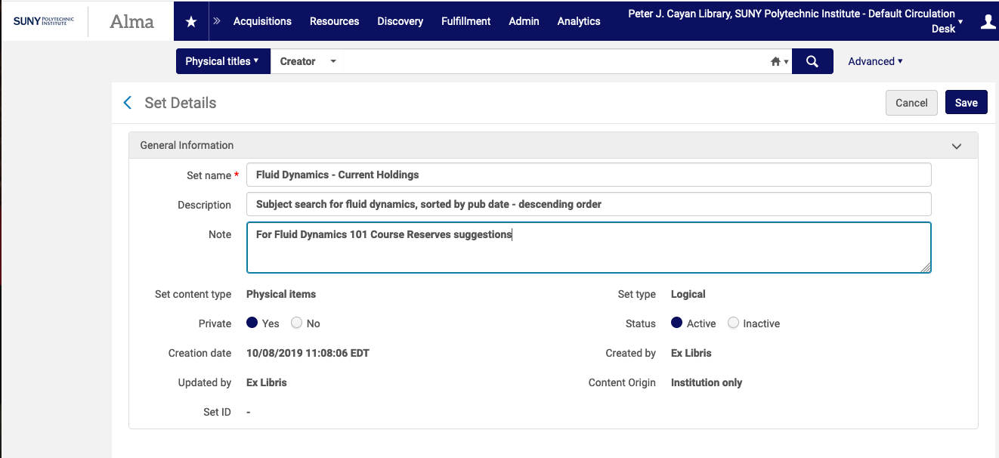 SUNY POLYTECHNIC INSTITUTE
Alma
Acquisitions Resources Discovery Fulfillment Admin Analytics
Peter J. Cayan Library, SUNY Polytechnic Institute - Default Circulation
Desk
Physical titles Creator Advanced
Set Details Cancel Save
General Information
Set name * Fluid Dynamics - Current Holdings
Description Subject search for fluid dynamics, sorted by pub date - descending order
Note For Fluid Dynamics 101 Course Reserves suggestions
Set content type Physical items Set type Logical
Private Yes No Status Active Inactive
Creation date 10/08/2019 11:08:06 EDT Created by Ex Libris
Updated by Ex Libris Content Origin Institution only
Set ID -